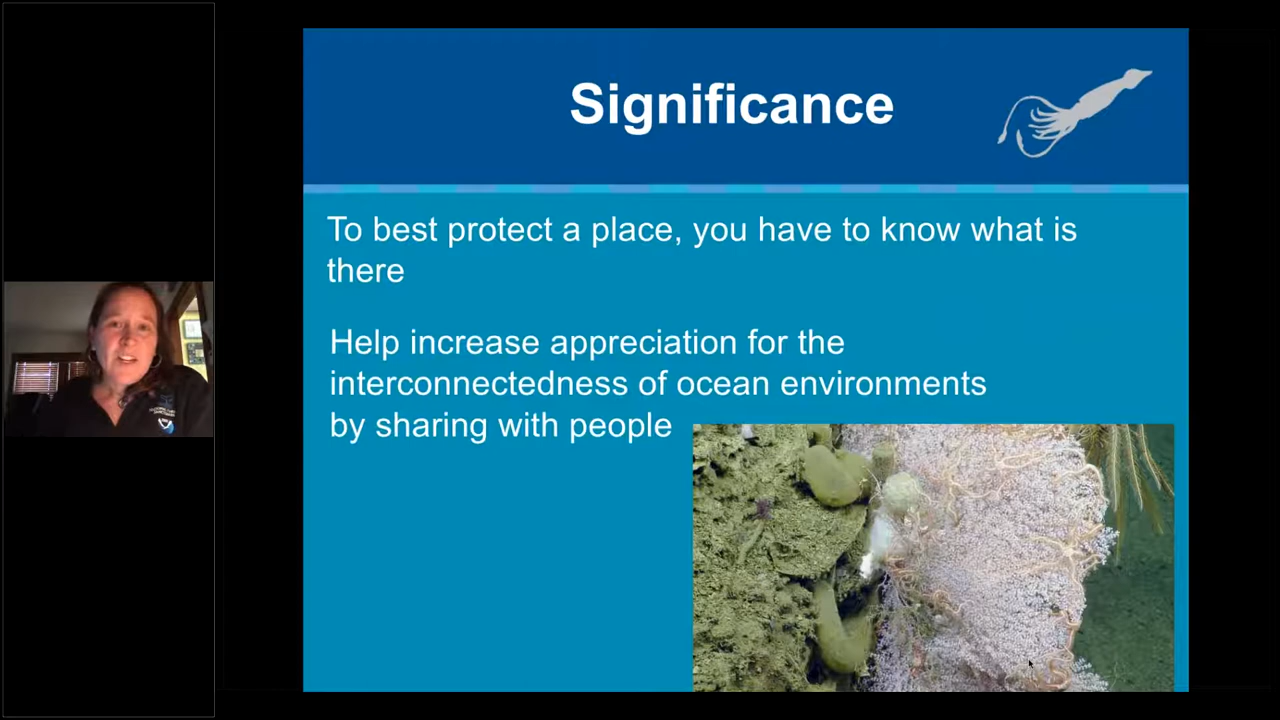 Significance
To best protect a place, you have to know what is
there
Help increase appreciation for the
interconnectedness of ocean environments
by sharing with people